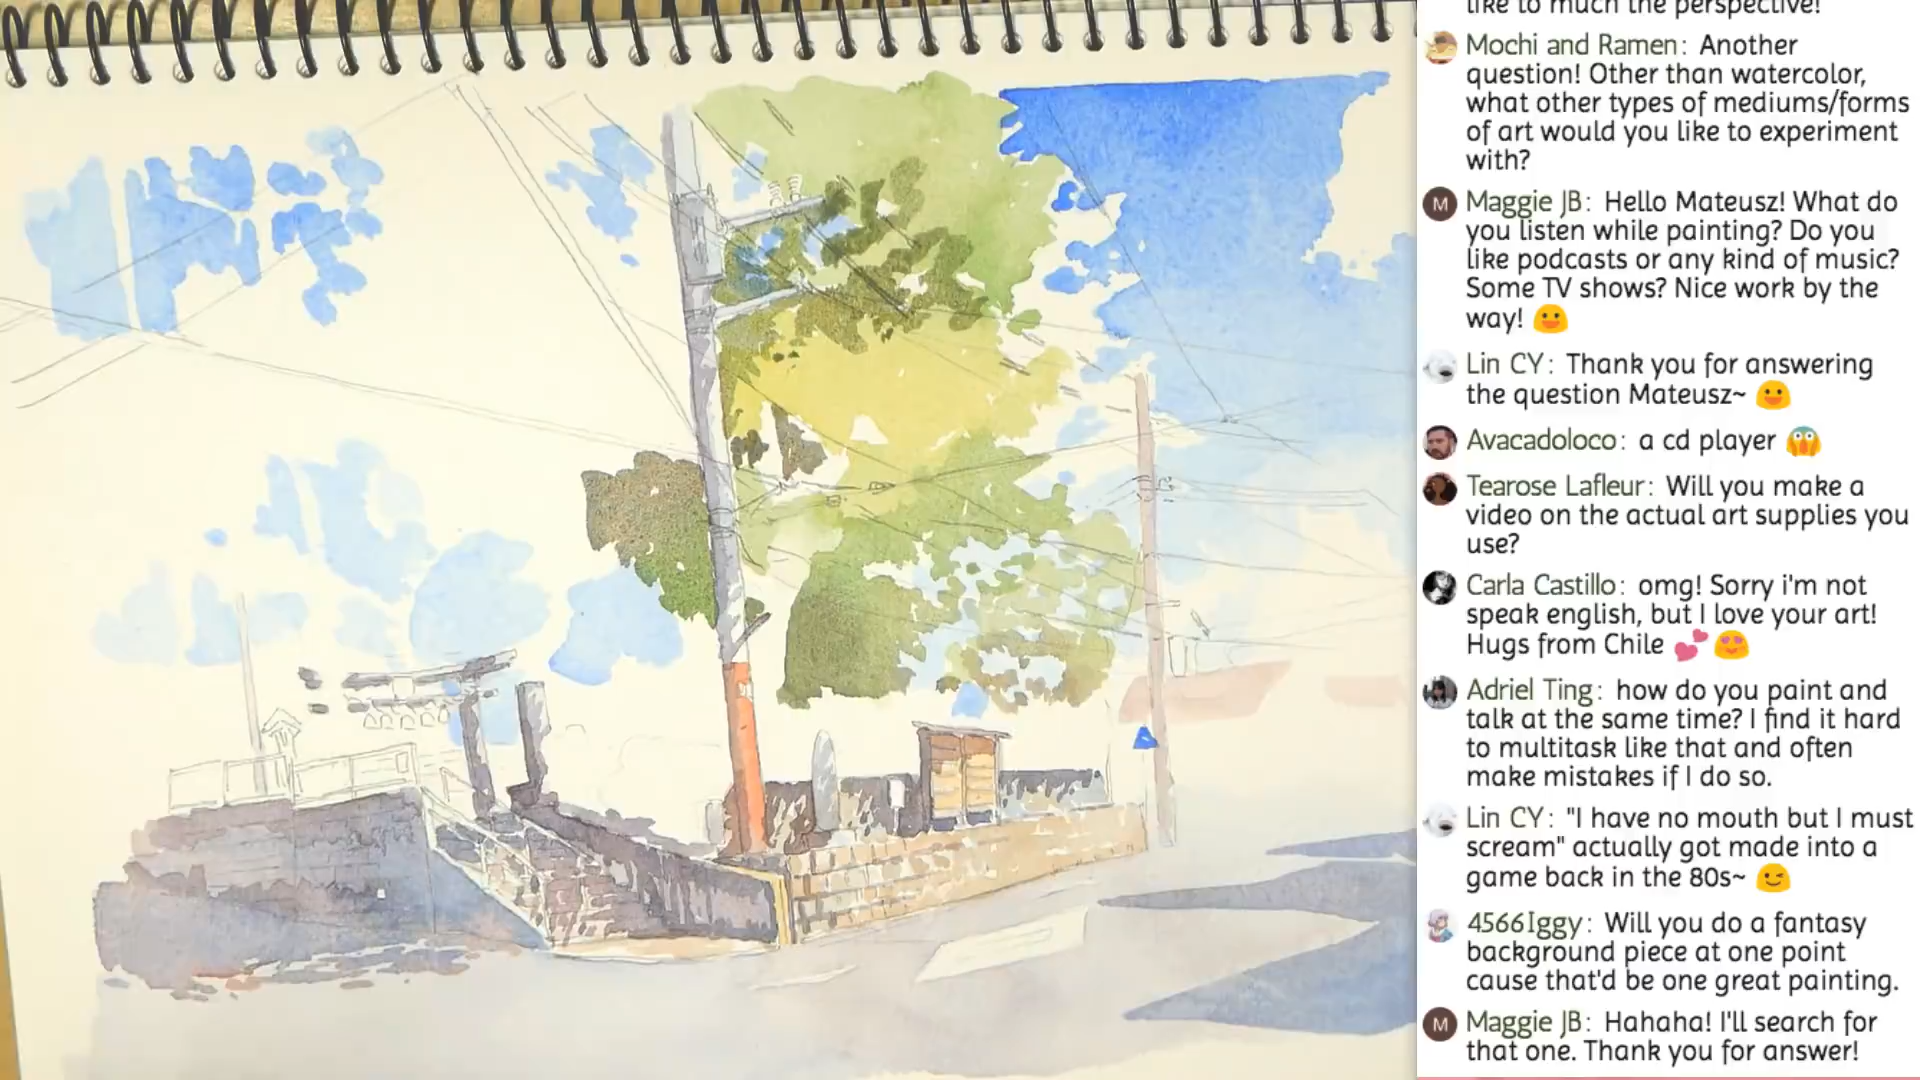 like to much the perspective!
Mochi and Ramen: Another
question! Other than watercolor,
what other types of mediums/forms
of art would you like to experiment
with?
M Maggie JB: Hello Mateusz! What do
you listen while painting? Do you
like podcasts or any kind of music?
Some TV shows? Nice work by the
way! 😃
Lin CY: Thank you for answering
the question Mateusz~ 😃
Avacadoloco: a cd player 😱
Tearose Lafleur: Will you make a
video on the actual art supplies you
use?
Carla Castillo: omg! Sorry i'm not
speak english, but I love your art!
Hugs from Chile 💕😍
Adriel Ting: how do you paint and
talk at the same time? I find it hard
to multitask like that and often
make mistakes if I do so.
Lin CY: "I have no mouth but I must
scream" actually got made into a
game back in the 80s~ 😉
4566Iggy: Will you do a fantasy
background piece at one point
cause that'd be one great painting.
M Maggie JB: Hahaha! I'll search for
that one. Thank you for answer!